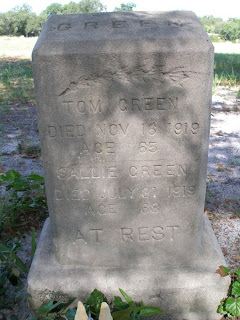 GREEN
TOM GREEN
DIED NOV. 13 1919
AGE 65
SALLIE GREEN
DIED JULY 1919
AGE
AT REST